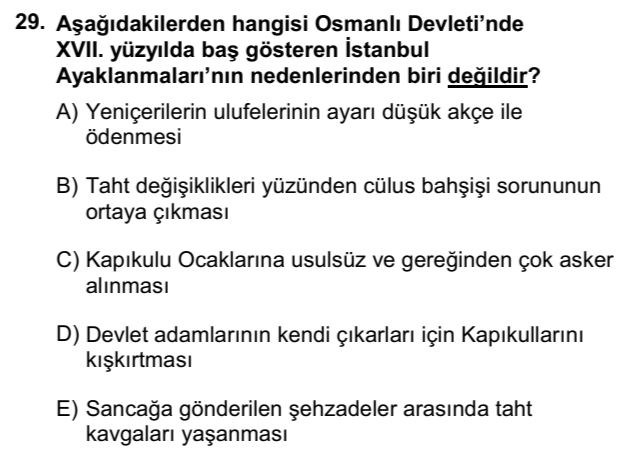 29. Aşağıdakilerden hangisi Osmanlı Devleti’nde
XVII. yüzyılda baş gösteren İstanbul
Ayaklanmaları’nın nedenlerinden biri değildir?
A) Yeniçerilerin ulufelerinin ayarı düşük akçe ile
ödenmesi
B) Taht değişiklikleri yüzünden cülus bahşişi sorununun
ortaya çıkması
C) Kapıkulu Ocaklarına usulsüz ve gereğinden çok asker
alınması
D) Devlet adamlarının kendi çıkarları için Kapıkullarını
kışkırtması
E) Sancağa gönderilen şehzadeler arasında taht
kavgaları yaşanması